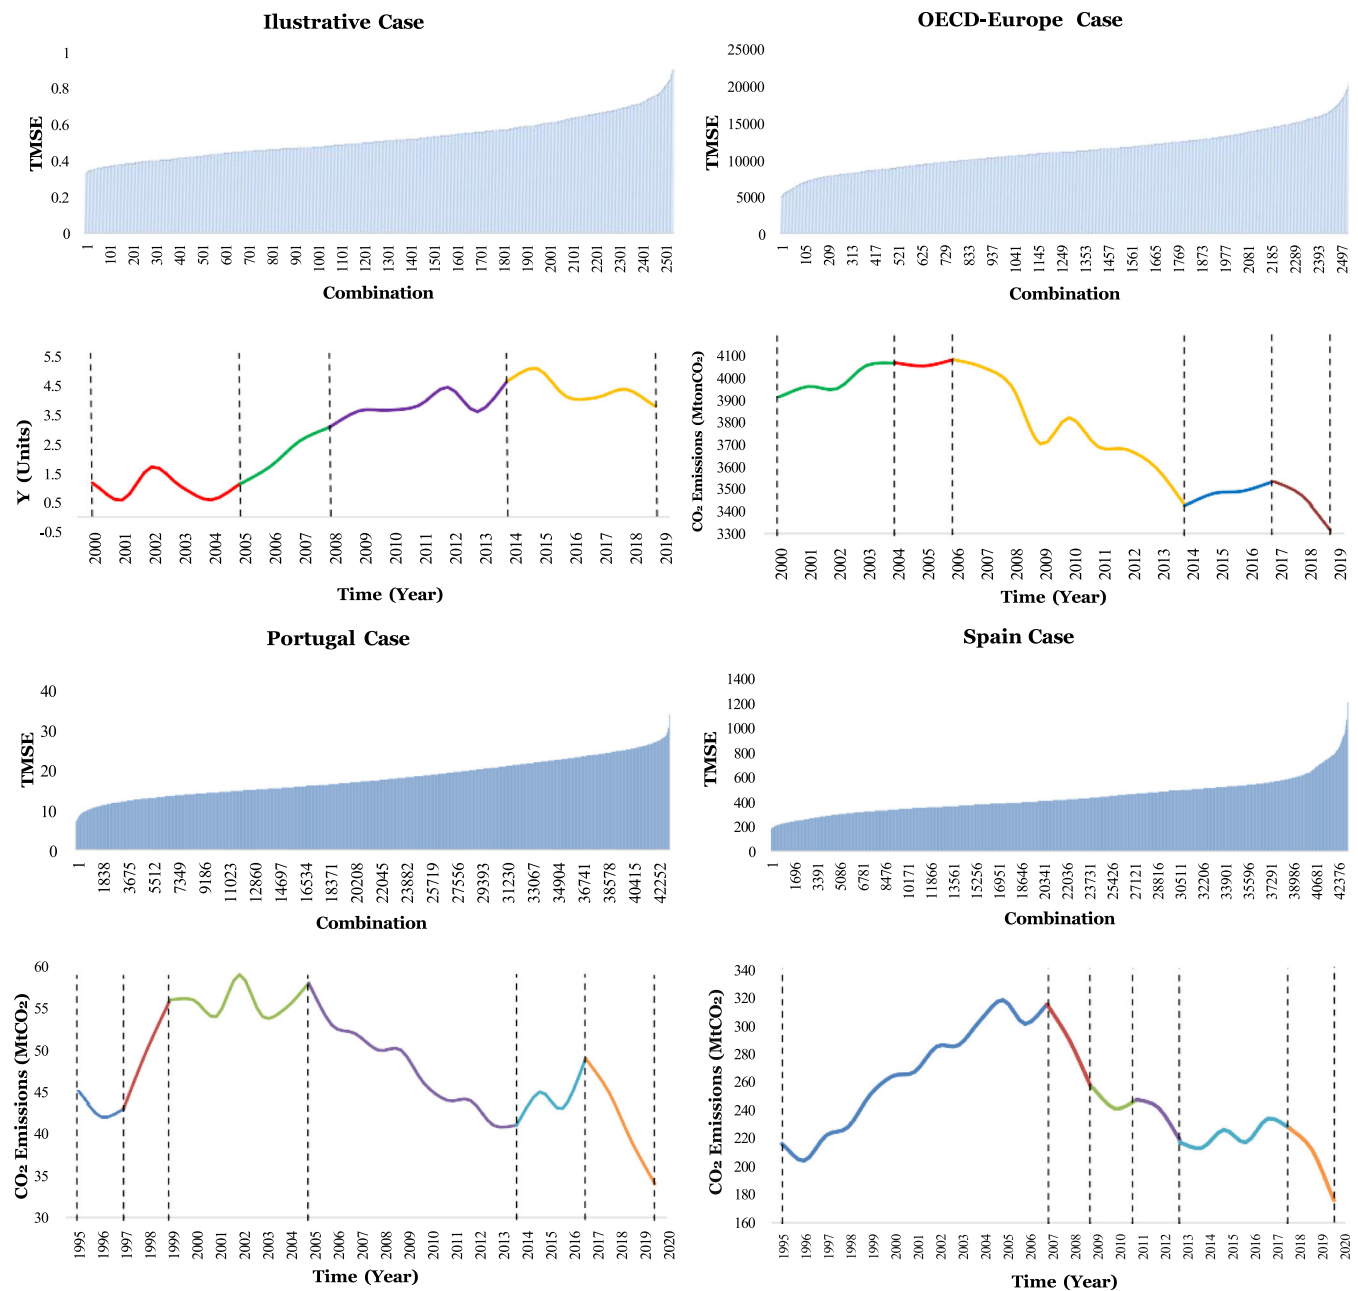 Ilustrative Case
1
0.8
0.6
0.4
0.2
0
TMSE
1 101 201 301 401 501 601 701 801 901 1001 1101 1201 1301 1401 1501 1601 1701 1801 1901 2001 2101 2201 2301 2401 2501
Combination
OECD-Europe Case
25000
20000
15000
10000
5000
0
TMSE
1 105 209 313 417 521 625 729 833 937 1041 1145 1249 1353 1457 1561 1665 1769 1873 1977 2081 2185 2289 2393 2497
Combination
5.5
4.5
3.5
2.5
1.5
0.5
-0.5
Y (Units)
2000 2001 2002 2003 2004 2005 2008 2009 2010 2011 2012 2013 2014 2015 2016 2017 2018 2019
Time (Year)
4100
4000
3900
3800
3700
3600
3500
3400
3300
CO₂ Emissions (MtonCO₂)
2000 2001 2002 2003 2004 2005 2006 2007 2008 2009 2010 2011 2012 2013 2014 2015 2016 2017 2018 2019
Time (Year)
Portugal Case
40
30
20
10
0
TMSE
1 1838 3675 5512 7349 9186 11023 12860 14697 16534 18371 20208 22045 23882 25719 27556 29393 31230 33067 34904 36741 38578 40415 42252
Combination
Spain Case
1400
1200
1000
800
600
400
200
0
TMSE
1 1696 3391 5086 6781 8476 10171 11866 13561 15256 16951 18646 20341 22036 23731 25426 27121 28816 30511 32206 33901 35596 37291 38986 40681 42376
Combination
60
55
50
45
40
35
30
CO₂ Emissions (MtCO₂)
1995 1996 1997 1998 1999 2000 2001 2002 2003 2004 2005 2006 2007 2008 2009 2010 2011 2012 2013 2014 2015 2016 2017 2018 2019 2020
Time (Year)
340
320
300
280
260
240
220
200
180
160
CO₂ Emissions (MtCO₂)
1995 1996 1997 1998 1999 2000 2001 2002 2003 2004 2005 2006 2007 2008 2009 2010 2011 2012 2013 2014 2015 2016 2017 2018 2019 2020
Time (Year)